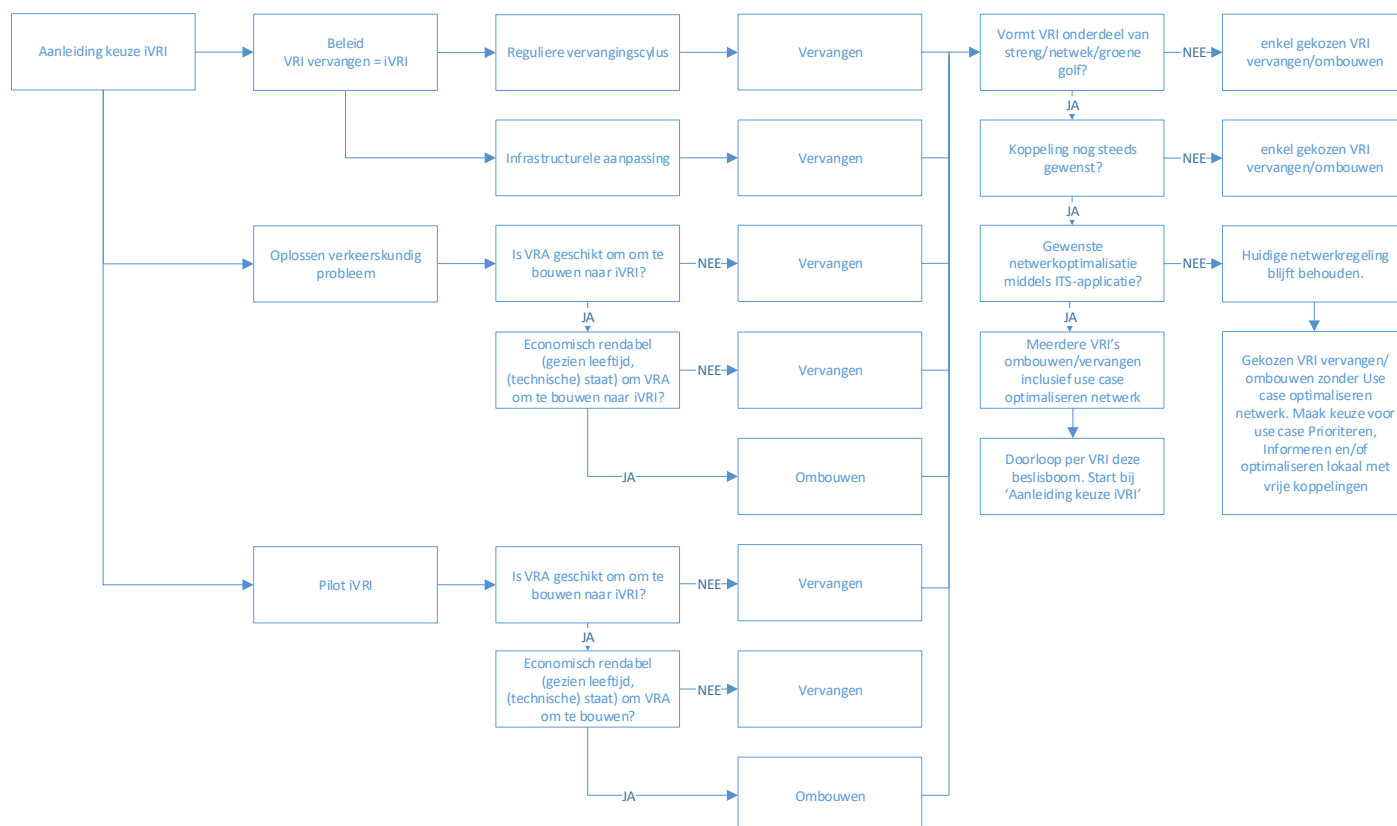 Aanleiding keuze iVRI
Beleid
VRI vervangen = iVRI
Reguliere vervangingscylus
Vervangen
Vormt VRI onderdeel van
streng/netwek/groene
golf?
NEE
enkel gekozen VRI
vervangen/ombouwen
JA
Infrastructurele aanpassing
Vervangen
Koppeling nog steeds
gewenst?
NEE
enkel gekozen VRI
vervangen/ombouwen
JA
Oplossen verkeerskundig
probleem
Is VRA geschikt om om te
bouwen naar iVRI?
NEE
Vervangen
Gewenste
netwerkoptimalisatie
middels ITS-applicatie?
NEE
Huidige netwerkregeling
blijft behouden.
JA
JA
Economisch rendabel
(gezien leeftijd,
(technische) staat) om VRA
om te bouwen naar iVRI?
NEE
Vervangen
Meerdere VRI's
ombouwen/vervangen
inclusief use case
optimaliseren netwerk
Gekozen VRI vervangen/
ombouwen zonder Use
case optimaliseren
netwerk. Maak keuze voor
use case Prioriteren,
Informeren en/of
optimaliseren lokaal met
vrije koppelingen
JA
Ombouwen
Doorloop per VRI deze
beslisboom. Start bij
‘Aanleiding keuze iVRI’
Pilot iVRI
Is VRA geschikt om om te
bouwen naar iVRI?
NEE
Vervangen
JA
Economisch rendabel
(gezien leeftijd,
(technische) staat) om VRA
om te bouwen?
NEE
Vervangen
JA
Ombouwen